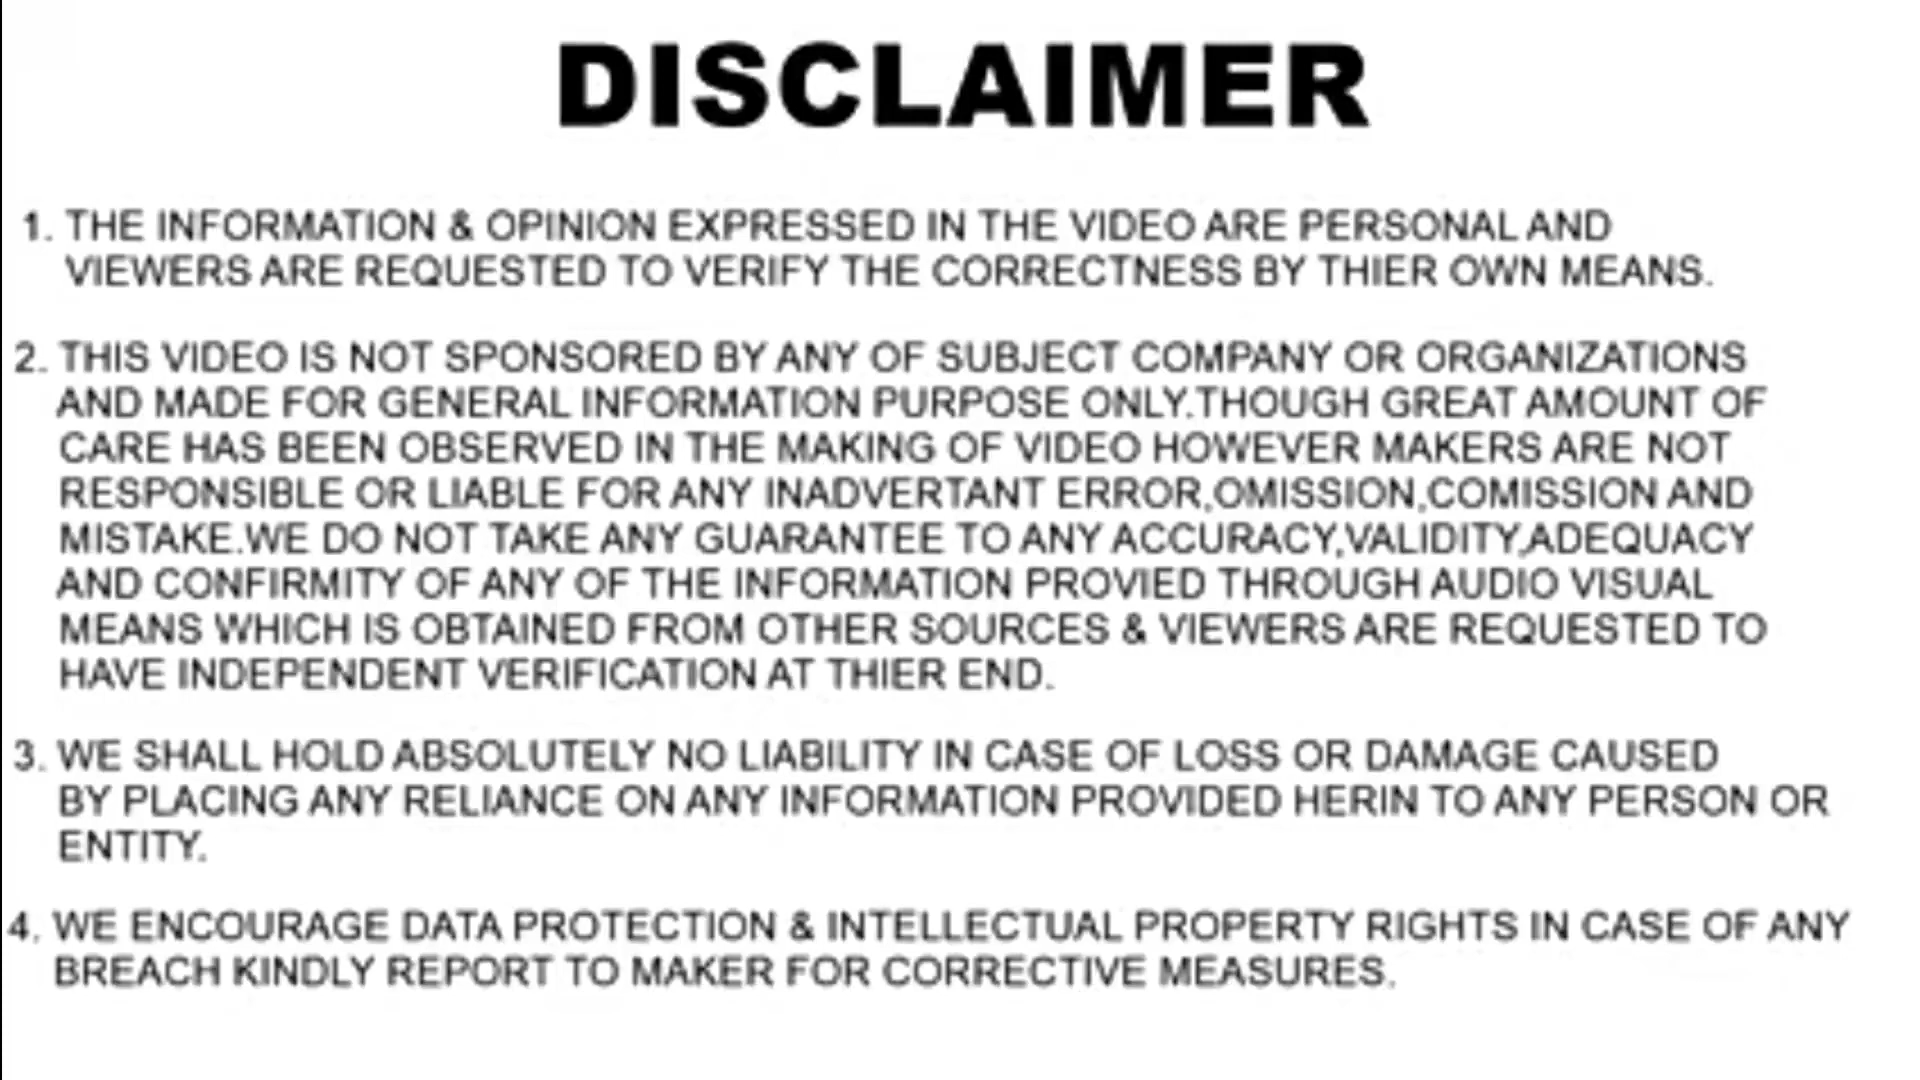 DISCLAIMER
1. THE INFORMATION & OPINION EXPRESSED IN THE VIDEO ARE PERSONAL AND
VIEWERS ARE REQUESTED TO VERIFY THE CORRECTNESS BY THIER OWN MEANS.
2. THIS VIDEO IS NOT SPONSORED BY ANY OF SUBJECT COMPANY OR ORGANIZATIONS
AND MADE FOR GENERAL INFORMATION PURPOSE ONLY.THOUGH GREAT AMOUNT OF
CARE HAS BEEN OBSERVED IN THE MAKING OF VIDEO HOWEVER MAKERS ARE NOT
RESPONSIBLE OR LIABLE FOR ANY INADVERTANT ERROR,OMISSION,COMISSION AND
MISTAKE.WE DO NOT TAKE ANY GUARANTEE TO ANY ACCURACY,VALIDITY,ADEQUACY
AND CONFIRMITY OF ANY OF THE INFORMATION PROVIED THROUGH AUDIO VISUAL
MEANS WHICH IS OBTAINED FROM OTHER SOURCES & VIEWERS ARE REQUESTED TO
HAVE INDEPENDENT VERIFICATION AT THIER END.
3. WE SHALL HOLD ABSOLUTELY NO LIABILITY IN CASE OF LOSS OR DAMAGE CAUSED
BY PLACING ANY RELIANCE ON ANY INFORMATION PROVIDED HERIN TO ANY PERSON OR
ENTITY.
4. WE ENCOURAGE DATA PROTECTION & INTELLECTUAL PROPERTY RIGHTS IN CASE OF ANY
BREACH KINDLY REPORT TO MAKER FOR CORRECTIVE MEASURES.